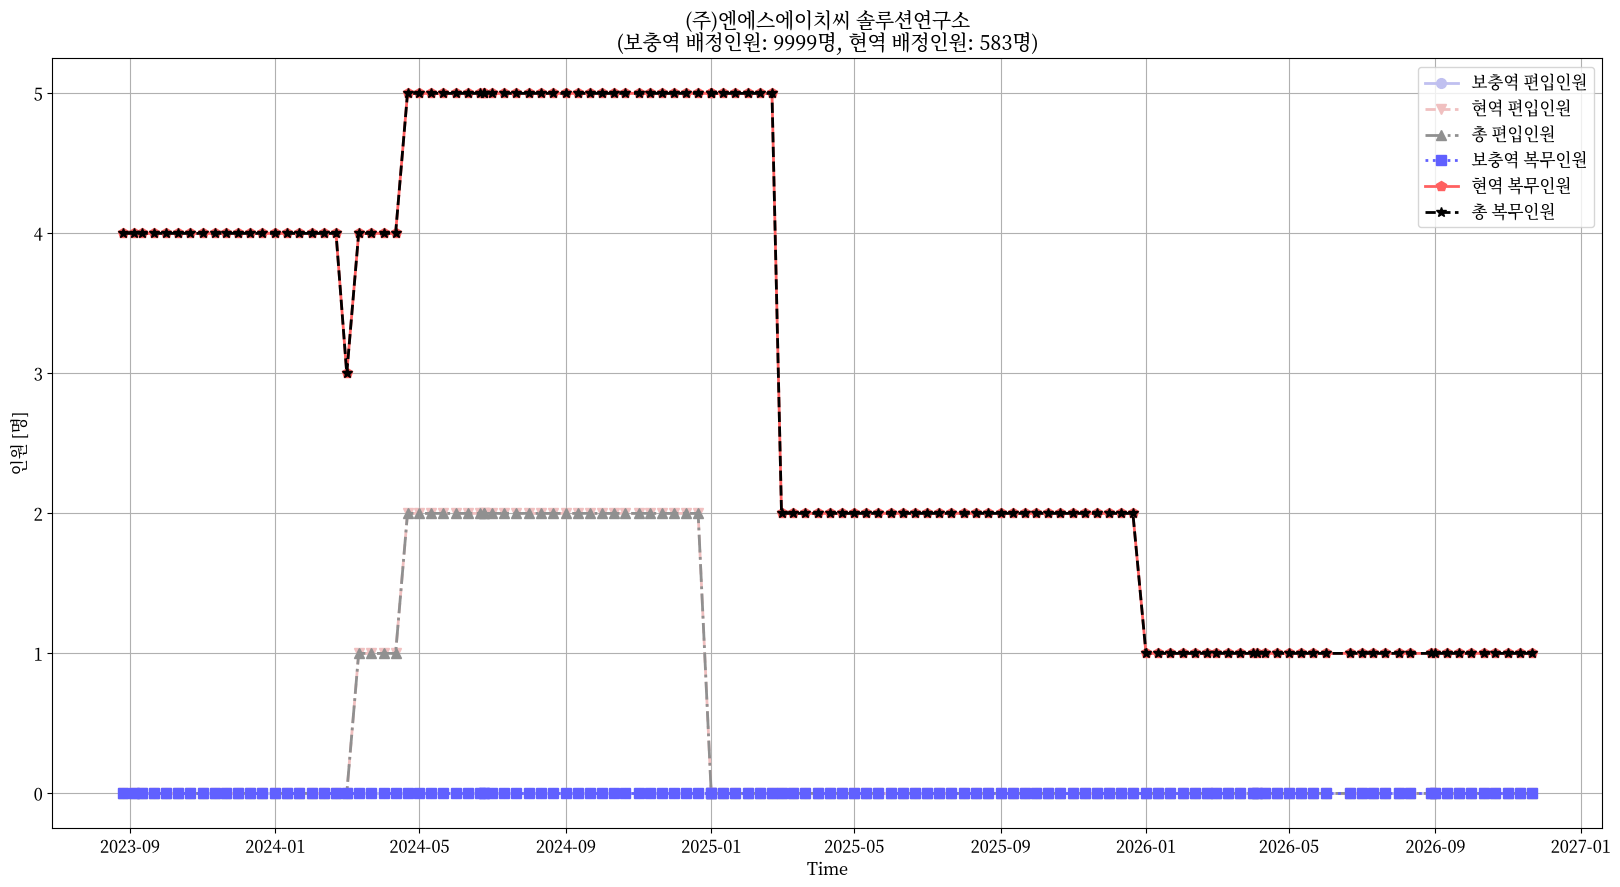 (주)엔에스에이치씨 솔루션연구소
(보충역 배정인원: 9999명, 현역 배정인원: 583명)
보충역 편입인원
현역 편입인원
총 편입인원
보충역 복무인원
현역 복무인원
총 복무인원
인원 [명]
5
4
3
2
1
0
2023-09
2024-01
2024-05
2024-09
2025-01
2025-05
2025-09
2026-01
2026-05
2026-09
2027-01
Time